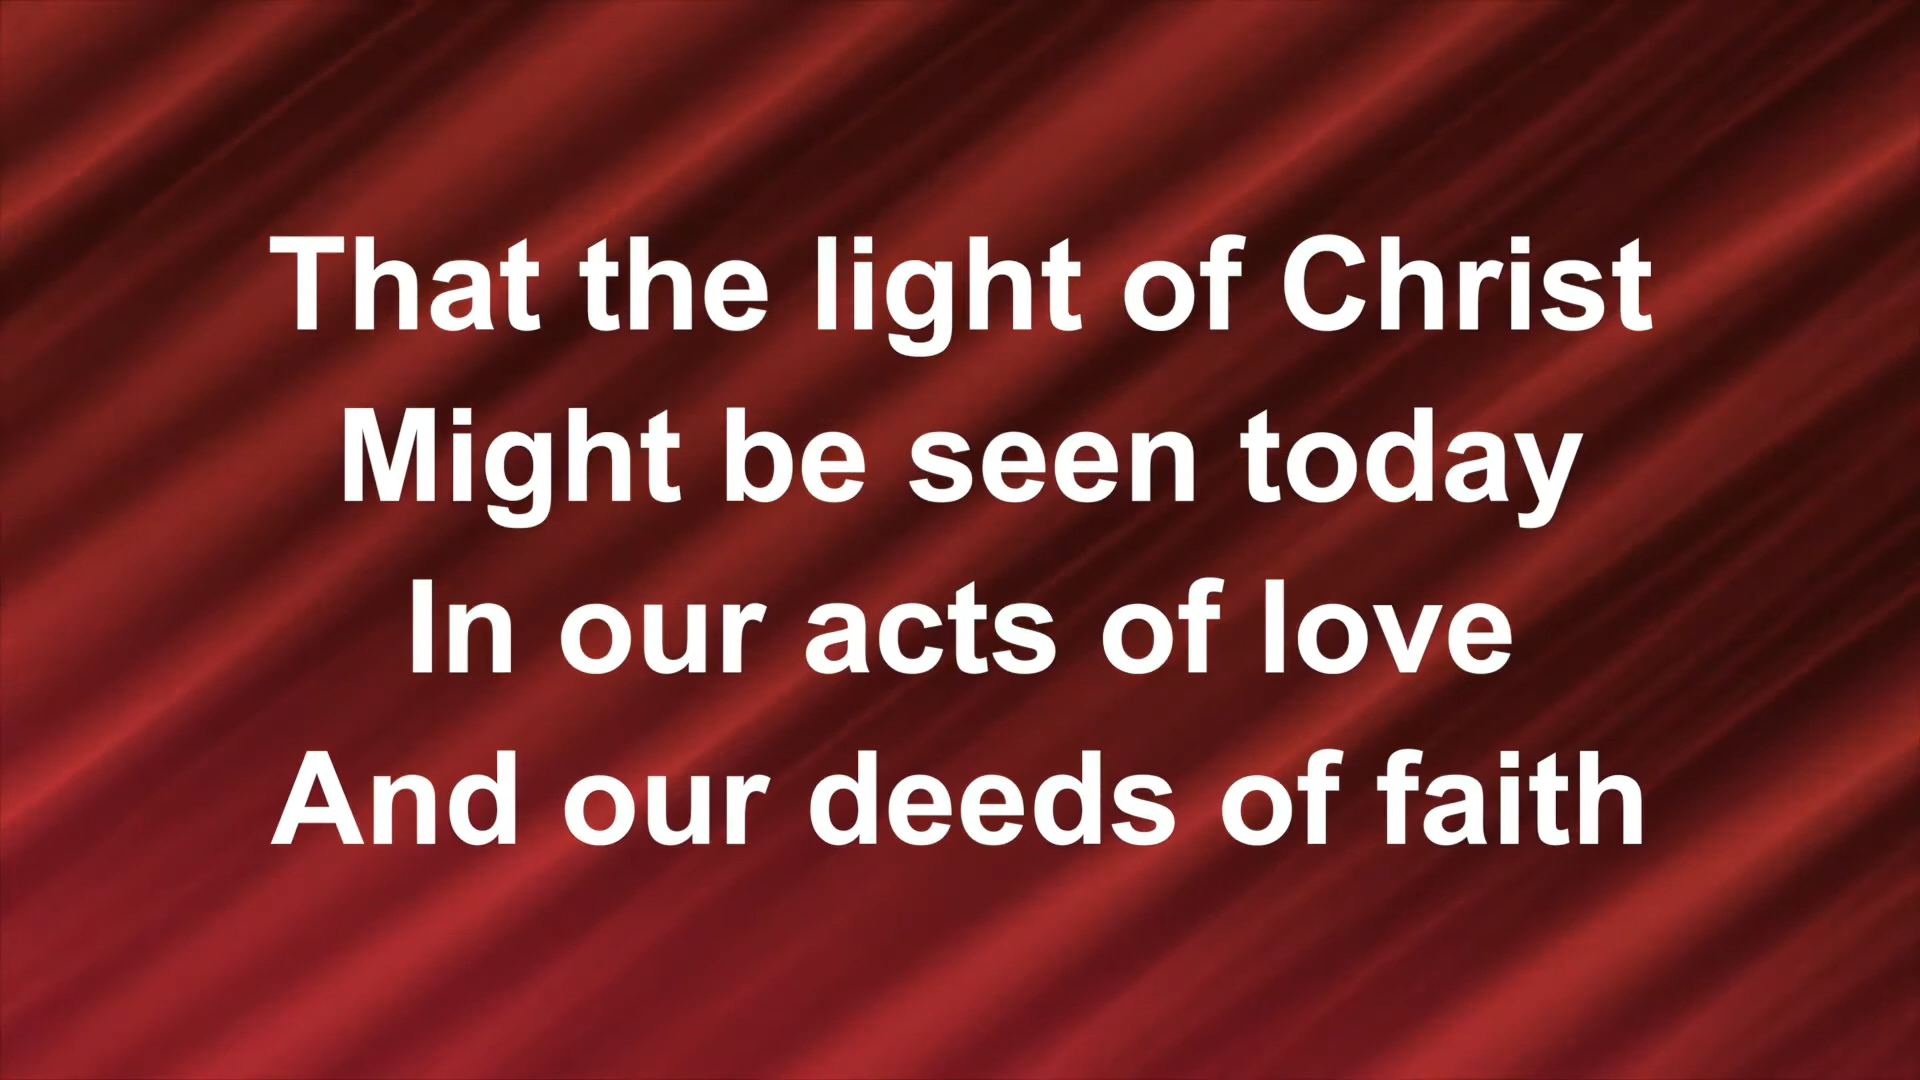 That the light of Christ
Might be seen today
In our acts of love
And our deeds of faith